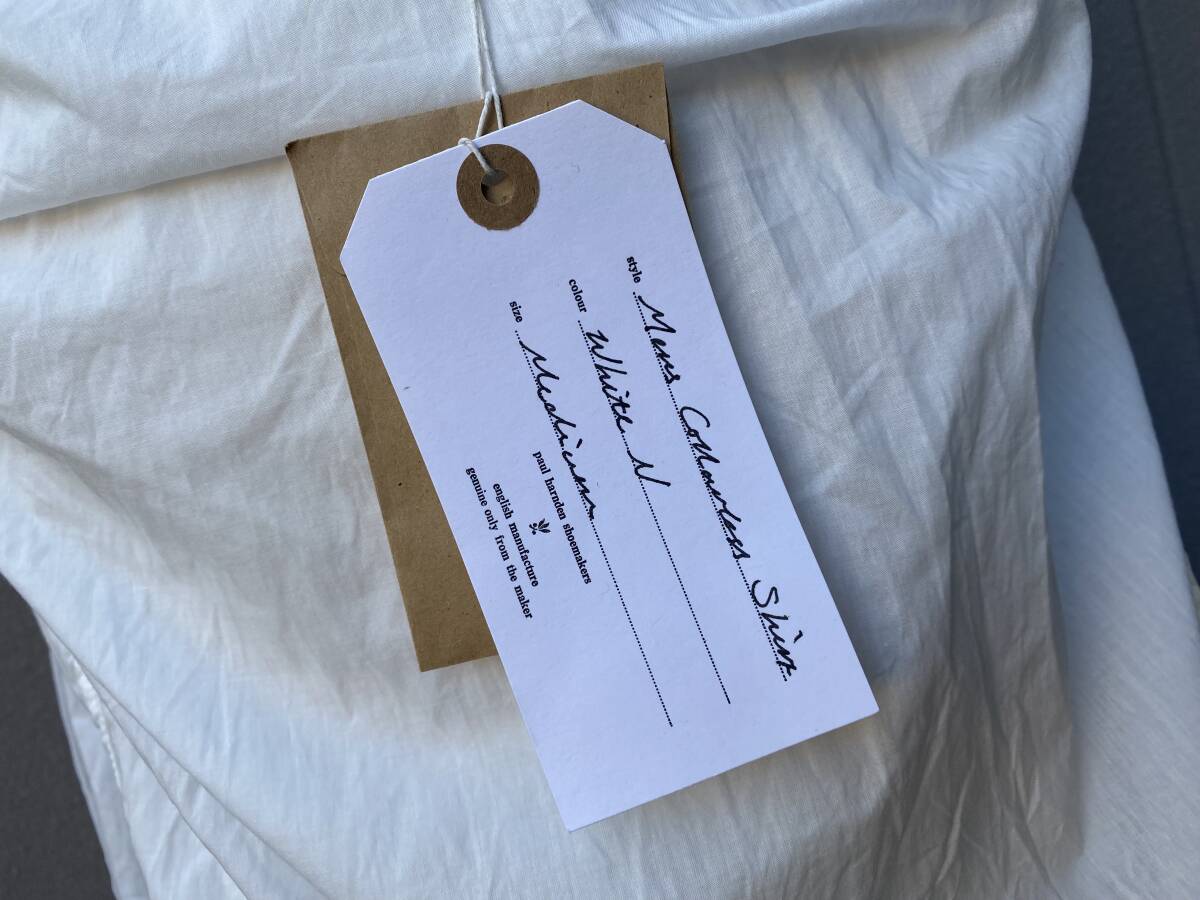 style Mens Collarless Shirt
colour White N
size Medium
paul harnden shoemakers
english manufacture
genuine only from the maker